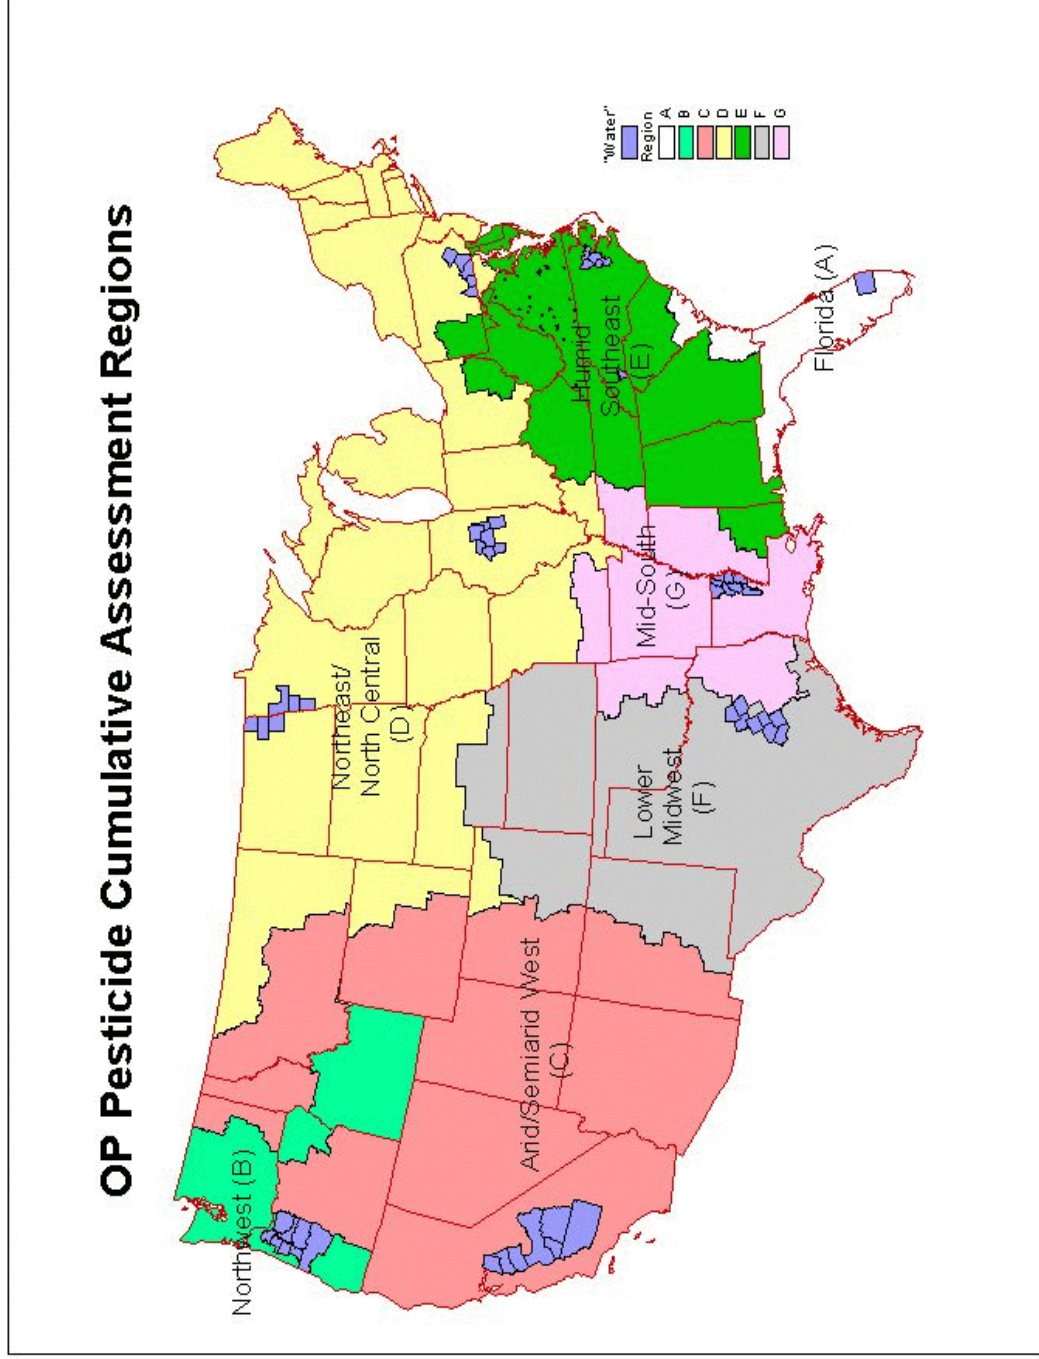 OP Pesticide Cumulative Assessment Regions
Northwest (B)
Northeast/
North Central
(D)
Arid/Semiarid West
(C)
Lower
Midwest
(F)
Mid-South
(G)
Humid
Southeast
(E)
Florida (A)
"Water"
Region
A
B
C
D
E
F
G